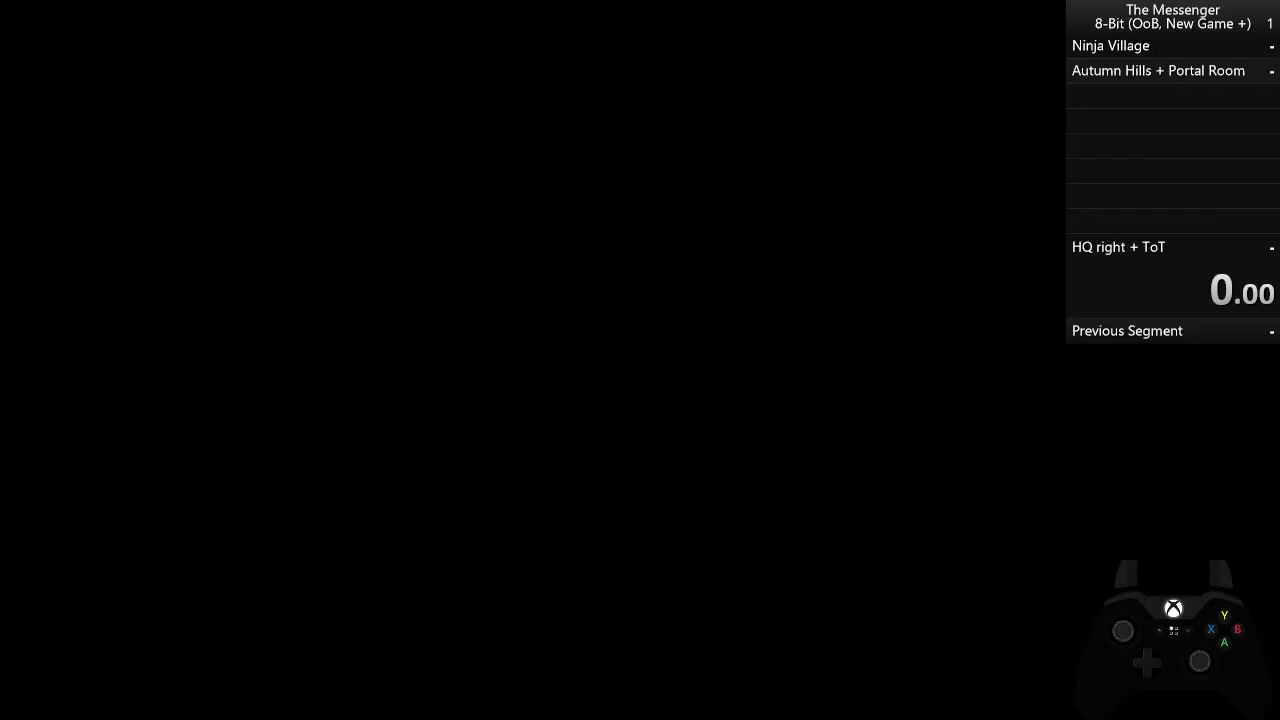 The Messenger
8-Bit (OoB, New Game +) 1
Ninja Village -
Autumn Hills + Portal Room -
HQ right + ToT -
0.00
Previous Segment -
Y
X B
A